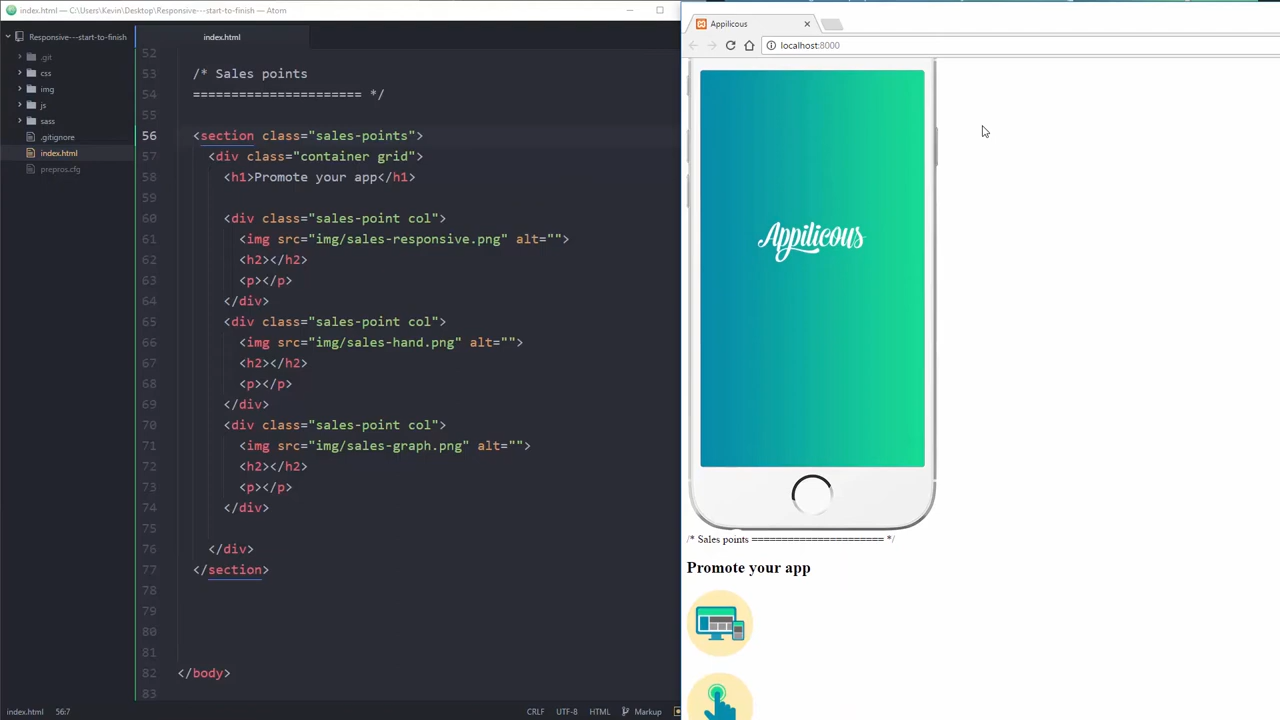 index.html — C:\Users\Kevin\Desktop\Responsive---start-to-finish — Atom
Responsive---start-to-finish
.git
css
img
js
sass
.gitignore
index.html
prepros.cfg
index.html
52
53 /* Sales points
54 ====================== */
55
56 <section class="sales-points">
57 <div class="container grid">
58 <h1>Promote your app</h1>
59
60 <div class="sales-point col">
61 <img src="img/sales-responsive.png" alt="">
62 <h2></h2>
63 <p></p>
64 </div>
65 <div class="sales-point col">
66 <img src="img/sales-hand.png" alt="">
67 <h2></h2>
68 <p></p>
69 </div>
70 <div class="sales-point col">
71 <img src="img/sales-graph.png" alt="">
72 <h2></h2>
73 <p></p>
74 </div>
75
76 </div>
77 </section>
78
79
80
81
82 </body>
83
index.html 56:7 CRLF UTF-8 HTML Markup
Appilicous
localhost:8000
Appilicous
/* Sales points ====================== */
Promote your app